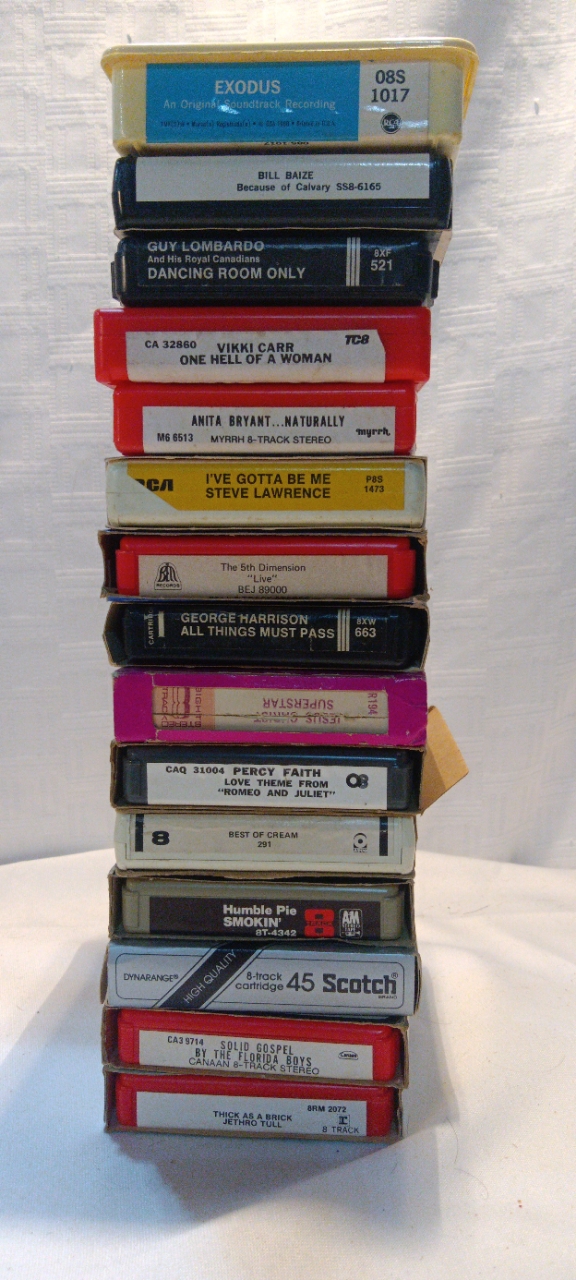 EXODUS
An Original Soundtrack Recording
08S
1017
RCA
BILL BAIZE
Because of Calvary SS8-6165
GUY LOMBARDO
And His Royal Canadians
DANCING ROOM ONLY
8XF
521
CA 32860
VIKKI CARR
ONE HELL OF A WOMAN
TC8
ANITA BRYANT...NATURALLY
M6 6513 MYRRH 8-TRACK STEREO
myrrh
RCA
I'VE GOTTA BE ME
STEVE LAWRENCE
P8S
1473
RECORDS
The 5th Dimension
"Live"
BEJ 89000
GEORGE HARRISON
ALL THINGS MUST PASS
8XW
663
R194
JESUS CHRIST
SUPERSTAR
CAQ 31004 PERCY FAITH
LOVE THEME FROM
"ROMEO AND JULIET"
8
BEST OF CREAM
291
Humble Pie
SMOKIN'
8T-4342
8
A&M
DYNARANGE®
HIGH QUALITY
8-track
cartridge 45 Scotch®
BRAND
CA3 9714 SOLID GOSPEL
BY THE FLORIDA BOYS
CANAAN 8-TRACK STEREO
8RM 2072
THICK AS A BRICK
JETHRO TULL
r
8 TRACK